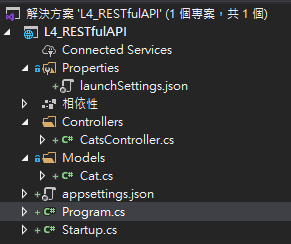 解決方案 'L4_RESTfulAPI' (1 個專案，共 1 個)
L4_RESTfulAPI
Connected Services
Properties
launchSettings.json
相依性
Controllers
C# CatsController.cs
Models
C# Cat.cs
appsettings.json
C# Program.cs
C# Startup.cs